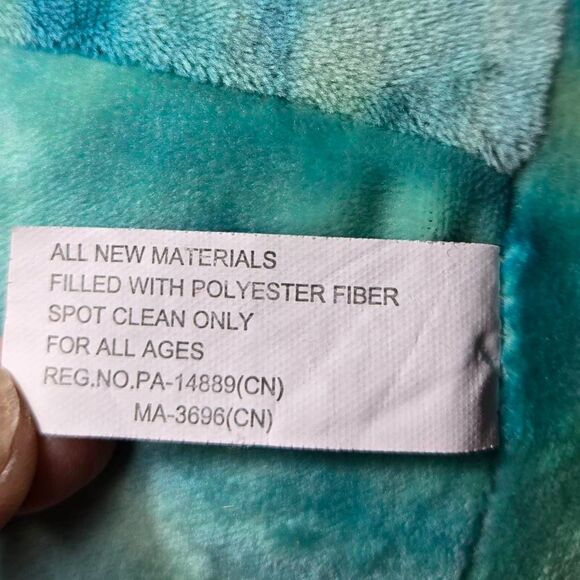 ALL NEW MATERIALS
FILLED WITH POLYESTER FIBER
SPOT CLEAN ONLY
FOR ALL AGES
REG.NO.PA-14889(CN)
MA-3696(CN)